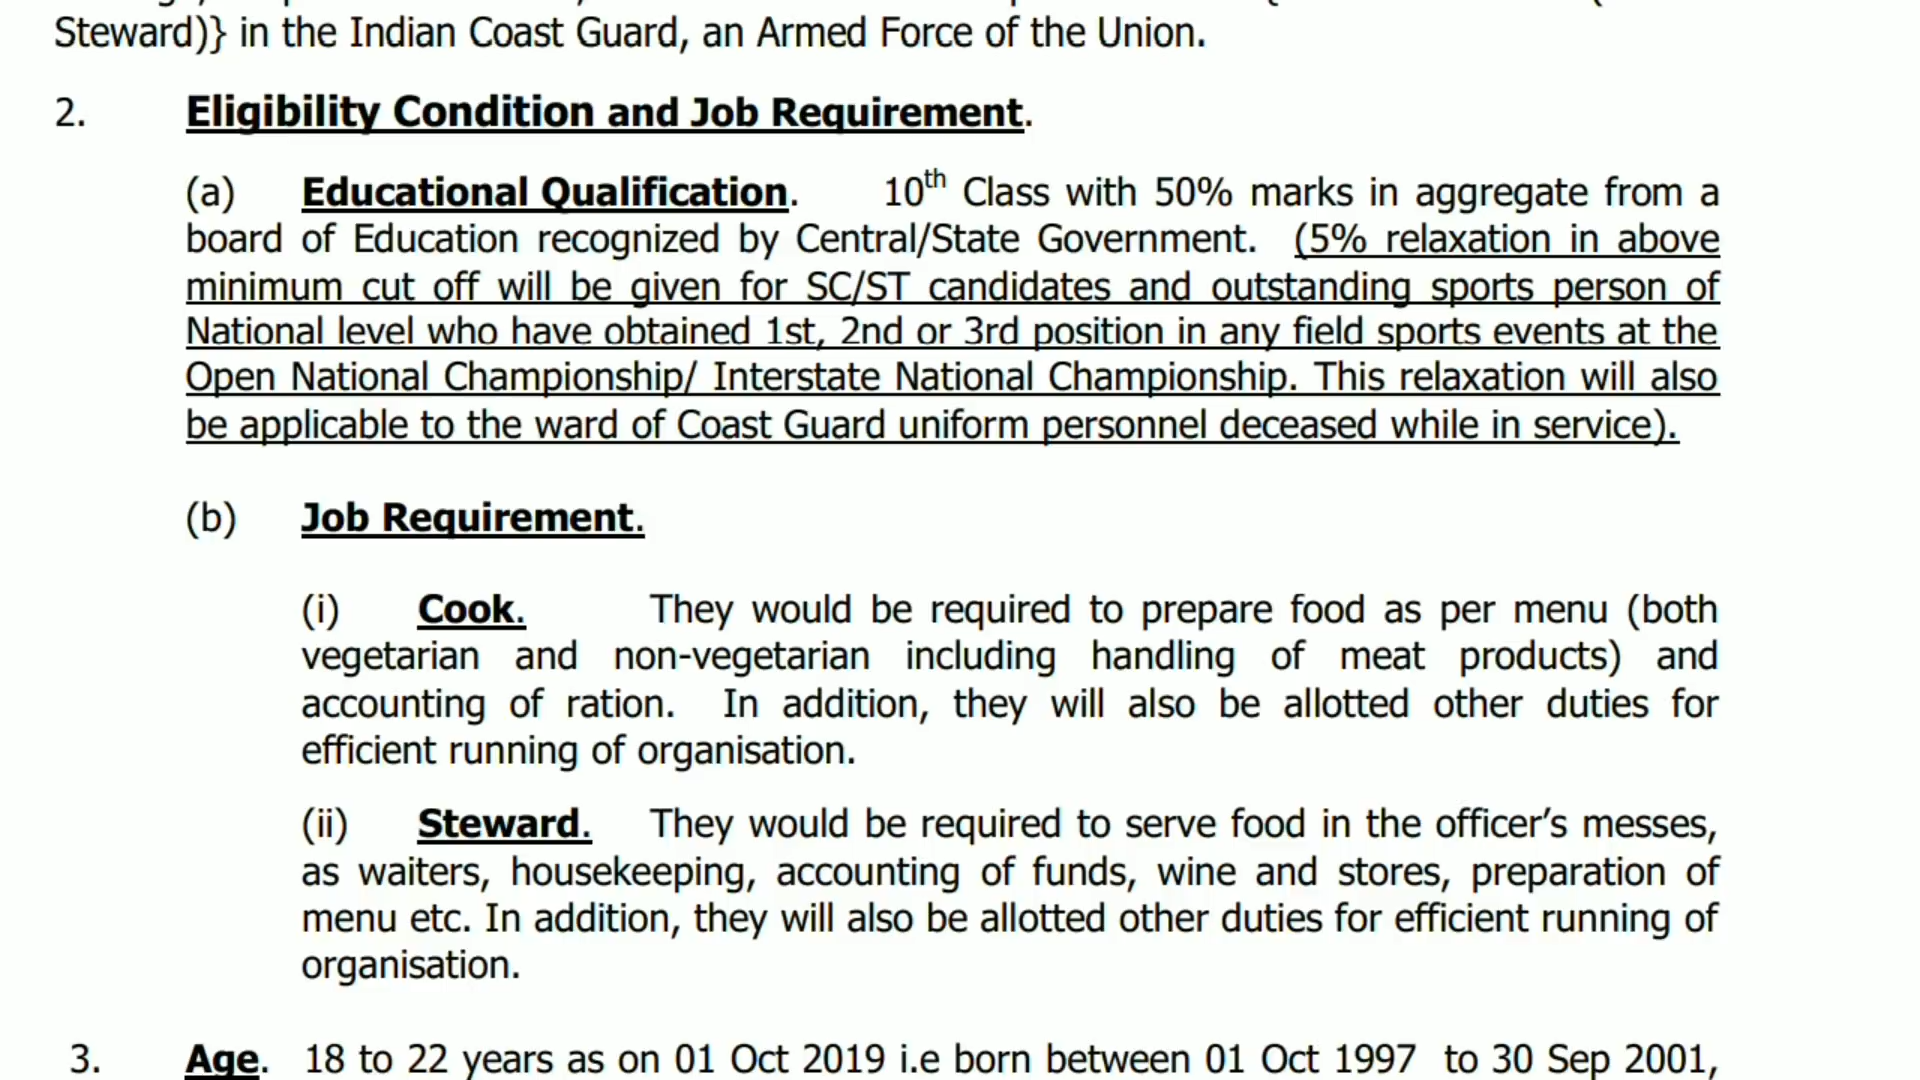 Steward)} in the Indian Coast Guard, an Armed Force of the Union.
2. Eligibility Condition and Job Requirement.
(a) Educational Qualification. 10th Class with 50% marks in aggregate from a
board of Education recognized by Central/State Government. (5% relaxation in above
minimum cut off will be given for SC/ST candidates and outstanding sports person of
National level who have obtained 1st, 2nd or 3rd position in any field sports events at the
Open National Championship/ Interstate National Championship. This relaxation will also
be applicable to the ward of Coast Guard uniform personnel deceased while in service).
(b) Job Requirement.
(i) Cook. They would be required to prepare food as per menu (both
vegetarian and non-vegetarian including handling of meat products) and
accounting of ration. In addition, they will also be allotted other duties for
efficient running of organisation.
(ii) Steward. They would be required to serve food in the officer’s messes,
as waiters, housekeeping, accounting of funds, wine and stores, preparation of
menu etc. In addition, they will also be allotted other duties for efficient running of
organisation.
3. Age. 18 to 22 years as on 01 Oct 2019 i.e born between 01 Oct 1997 to 30 Sep 2001,